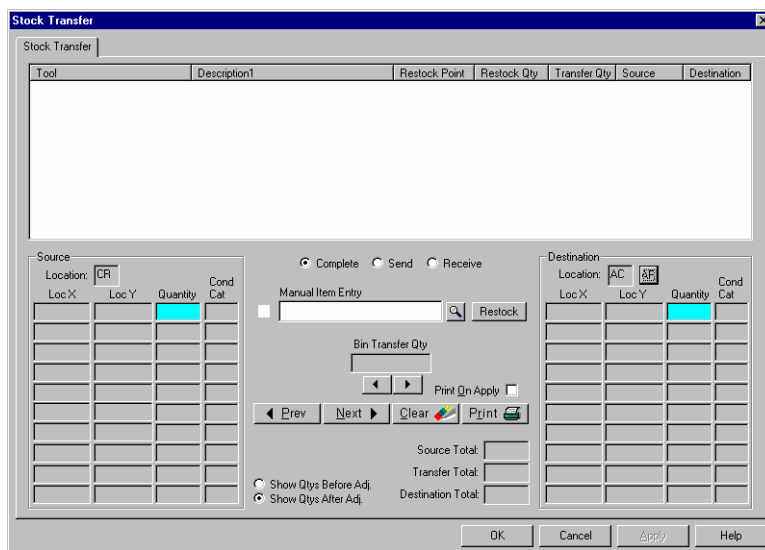 Stock Transfer
Stock Transfer
Tool Description1 Restock Point Restock Qty Transfer Qty Source Destination
Source
Location: CR
Loc X Loc Y Quantity Cond Cat
Complete Send Receive
Manual Item Entry
Restock
Bin Transfer Qty
Print On Apply
Prev Next Clear Print
Source Total:
Transfer Total:
Destination Total:
Show Qtys Before Adj.
Show Qtys After Adj.
Destination
Location: AC
Loc X Loc Y Quantity Cond Cat
OK Cancel Apply Help